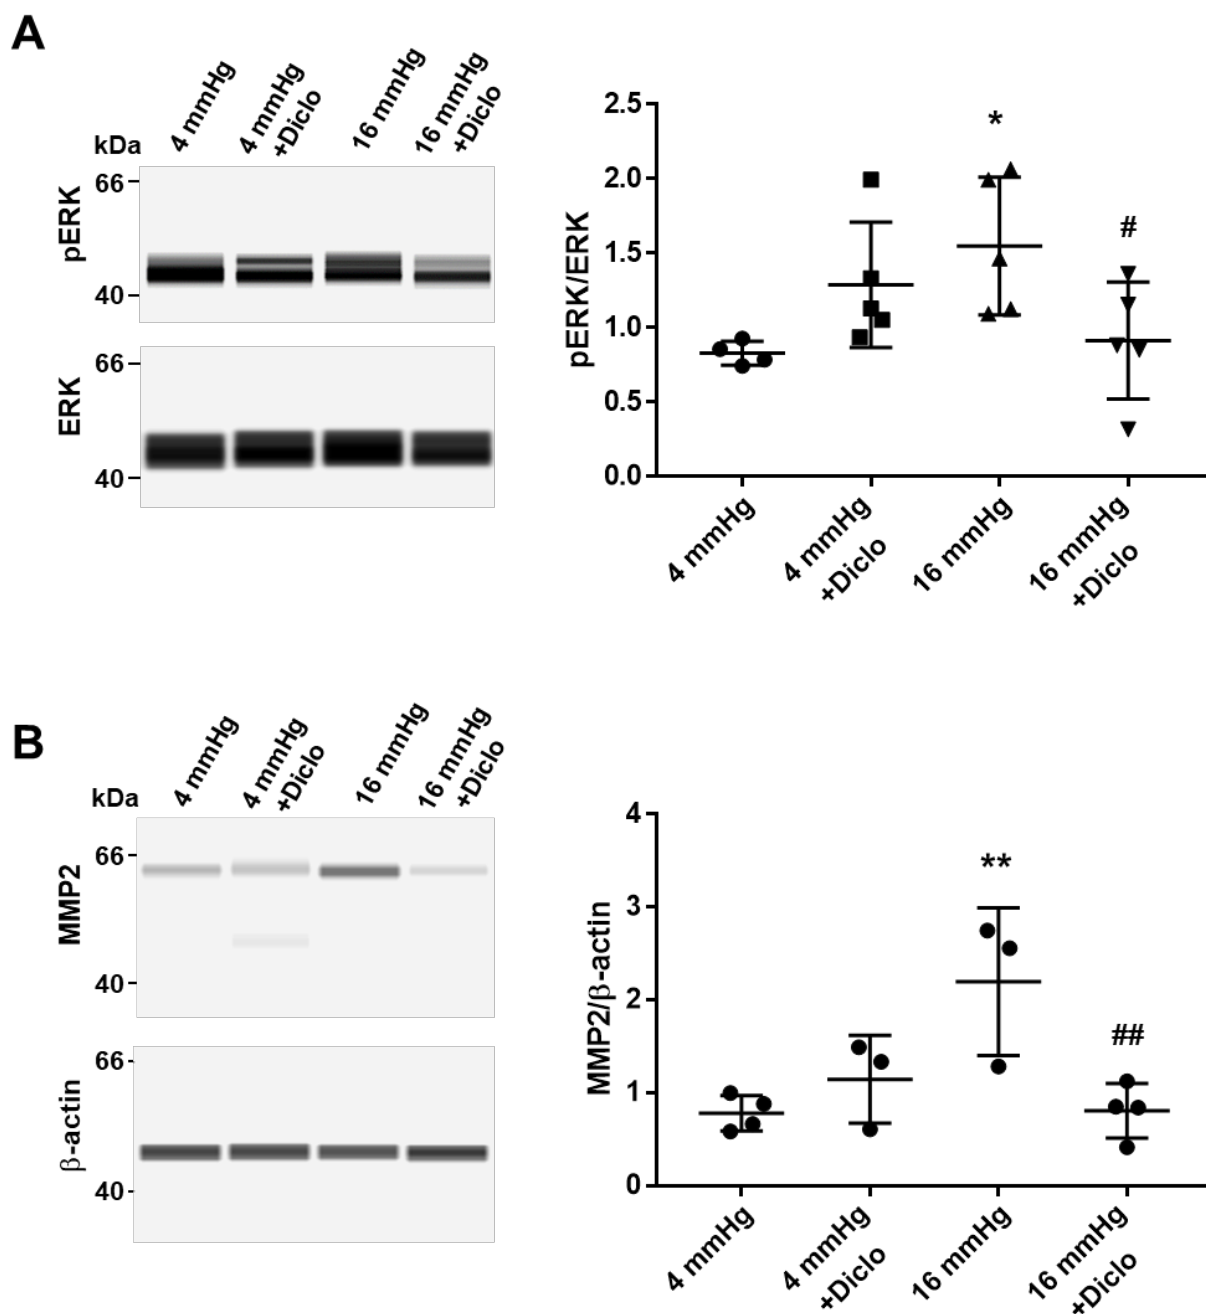 A
kDa
4 mmHg
4 mmHg
+Diclo
16 mmHg
16 mmHg
+Diclo
pERK
66
40
ERK
66
40
pERK/ERK
2.5
2.0
1.5
1.0
0.5
0.0
*
#
4 mmHg
4 mmHg
+Diclo
16 mmHg
16 mmHg
+Diclo
B
kDa
4 mmHg
4 mmHg
+Diclo
16 mmHg
16 mmHg
+Diclo
MMP2
66
40
β-actin
66
40
MMP2/β-actin
4
3
2
1
0
**
##
4 mmHg
4 mmHg
+Diclo
16 mmHg
16 mmHg
+Diclo